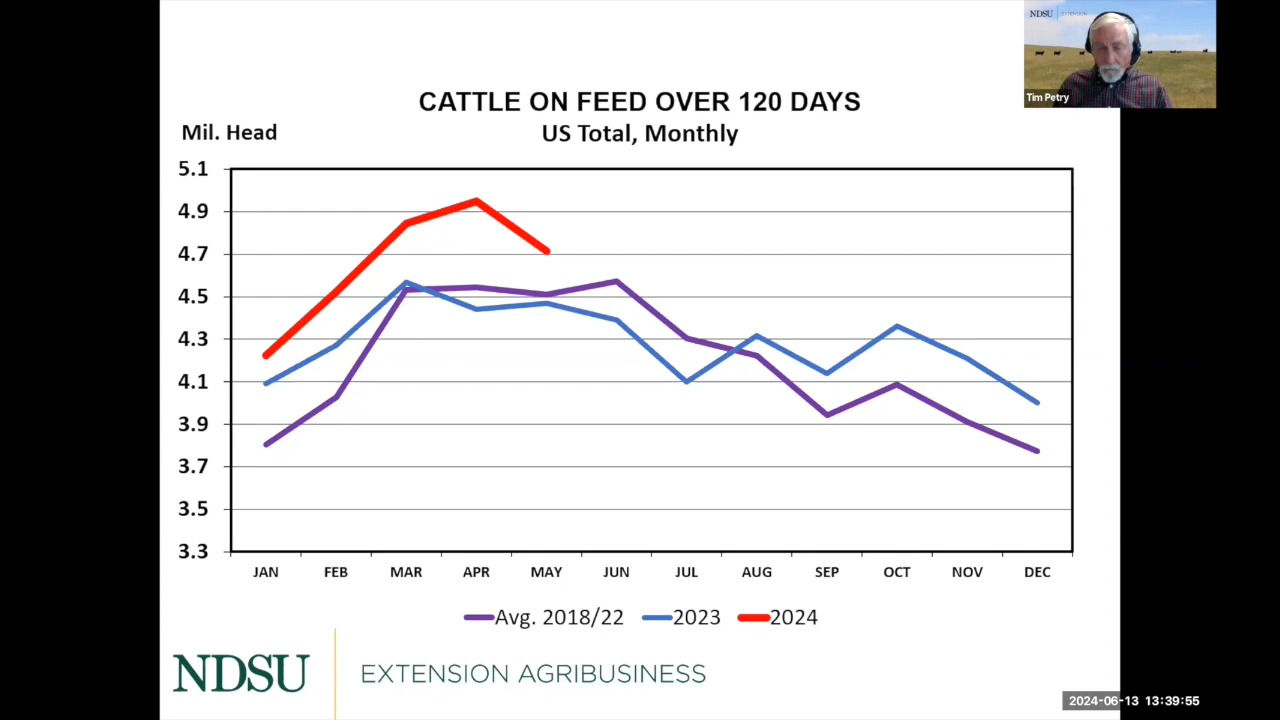 NDSU EXTENSION
Tim Petry
CATTLE ON FEED OVER 120 DAYS
Mil. Head
US Total, Monthly
5.1
4.9
4.7
4.5
4.3
4.1
3.9
3.7
3.5
3.3
JAN FEB MAR APR MAY JUN JUL AUG SEP OCT NOV DEC
Avg. 2018/22 2023 2024
NDSU EXTENSION AGRIBUSINESS
2024-06-13 13:39:55